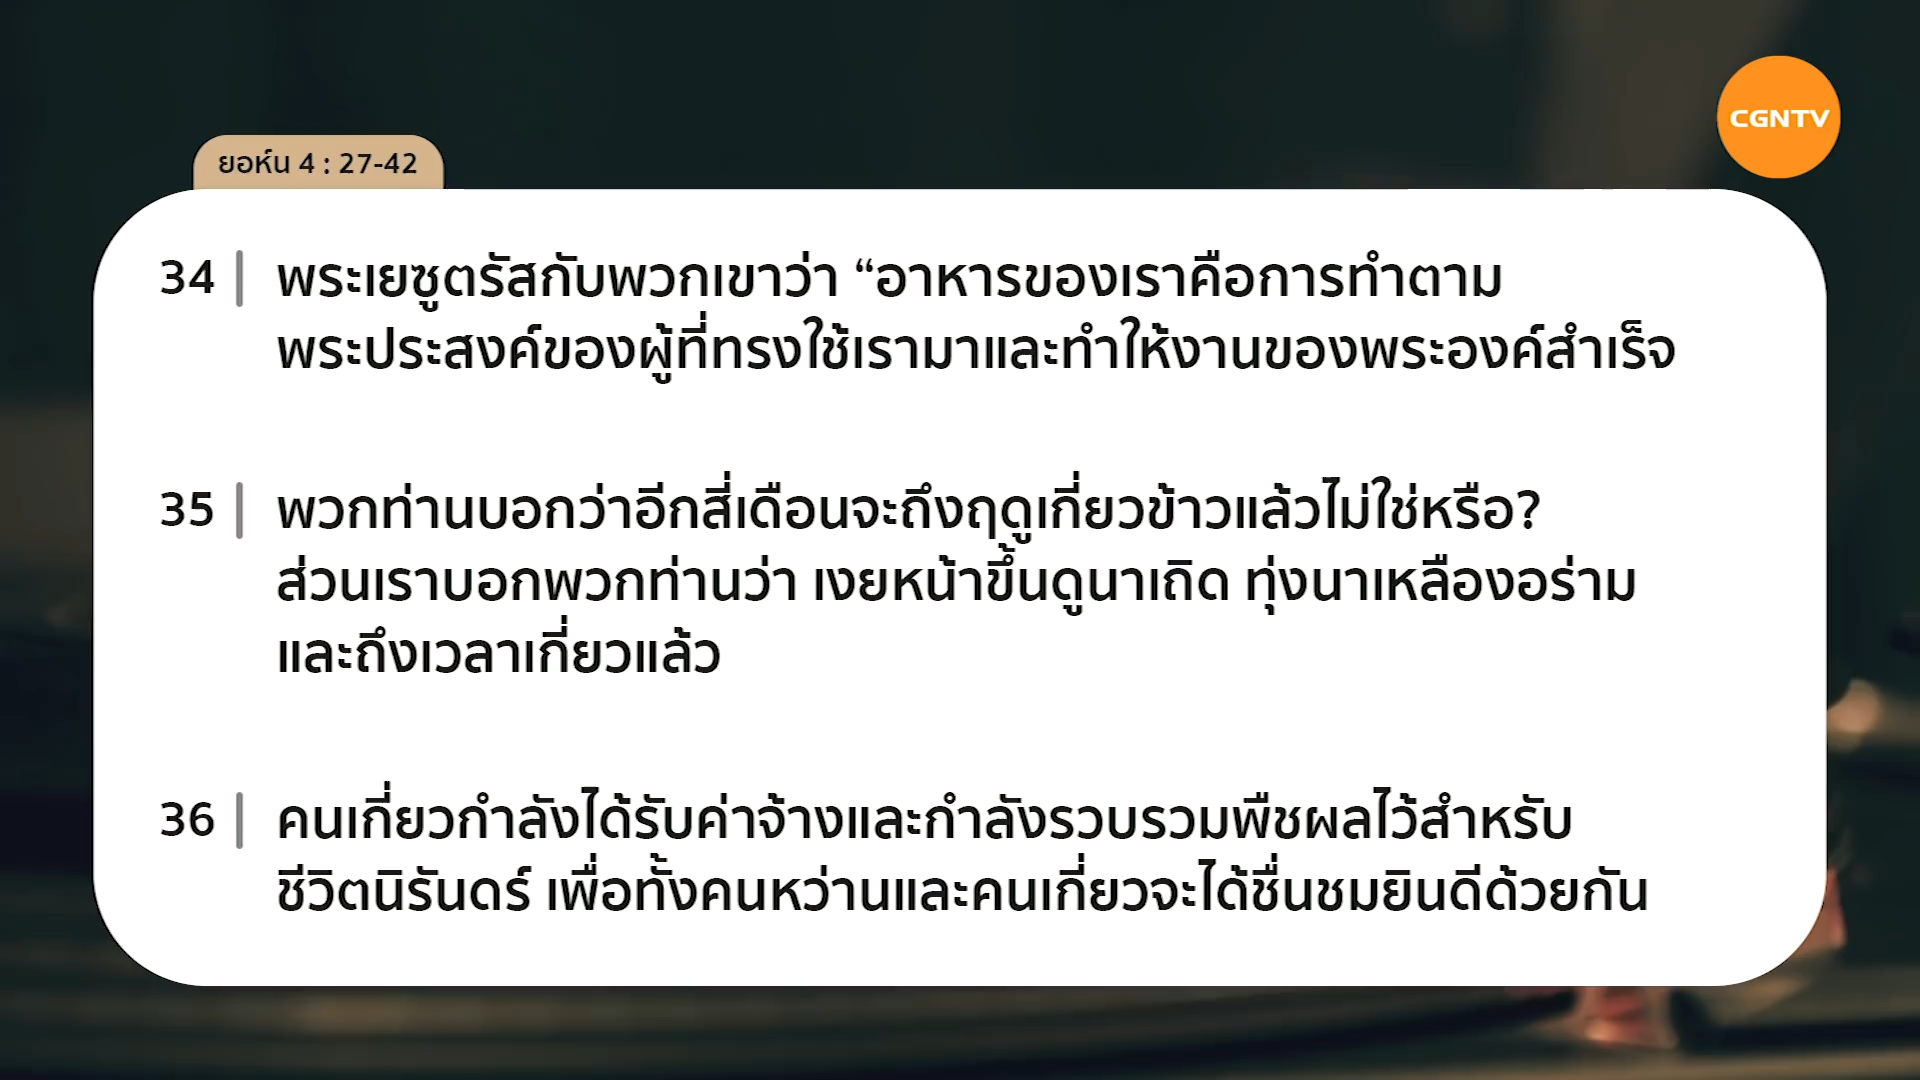 CGNTV
ยอห์น 4 : 27-42
34 | พระเยซูตรัสกับพวกเขาว่า “อาหารของเราคือการทำตาม
พระประสงค์ของผู้ที่ทรงใช้เรามาและทำให้งานของพระองค์สำเร็จ
35 | พวกท่านบอกว่าอีกสี่เดือนจะถึงฤดูเกี่ยวข้าวแล้วไม่ใช่หรือ?
ส่วนเราบอกพวกท่านว่า เงยหน้าขึ้นดูนาเถิด ทุ่งนาเหลืองอร่าม
และถึงเวลาเกี่ยวแล้ว
36 | คนเกี่ยวกำลังได้รับค่าจ้างและกำลังรวบรวมพืชผลไว้สำหรับ
ชีวิตนิรันดร์ เพื่อทั้งคนหว่านและคนเกี่ยวจะได้ชื่นชมยินดีด้วยกัน